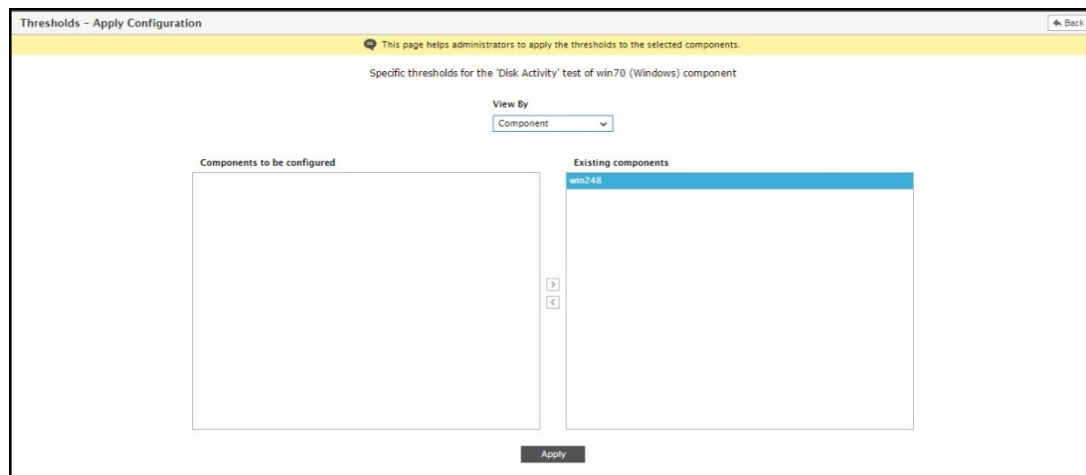 Thresholds - Apply Configuration
Back
This page helps administrators to apply the thresholds to the selected components.
Specific thresholds for the 'Disk Activity' test of win70 (Windows) component
View By
Component
Components to be configured
Existing components
win248
>
<
Apply